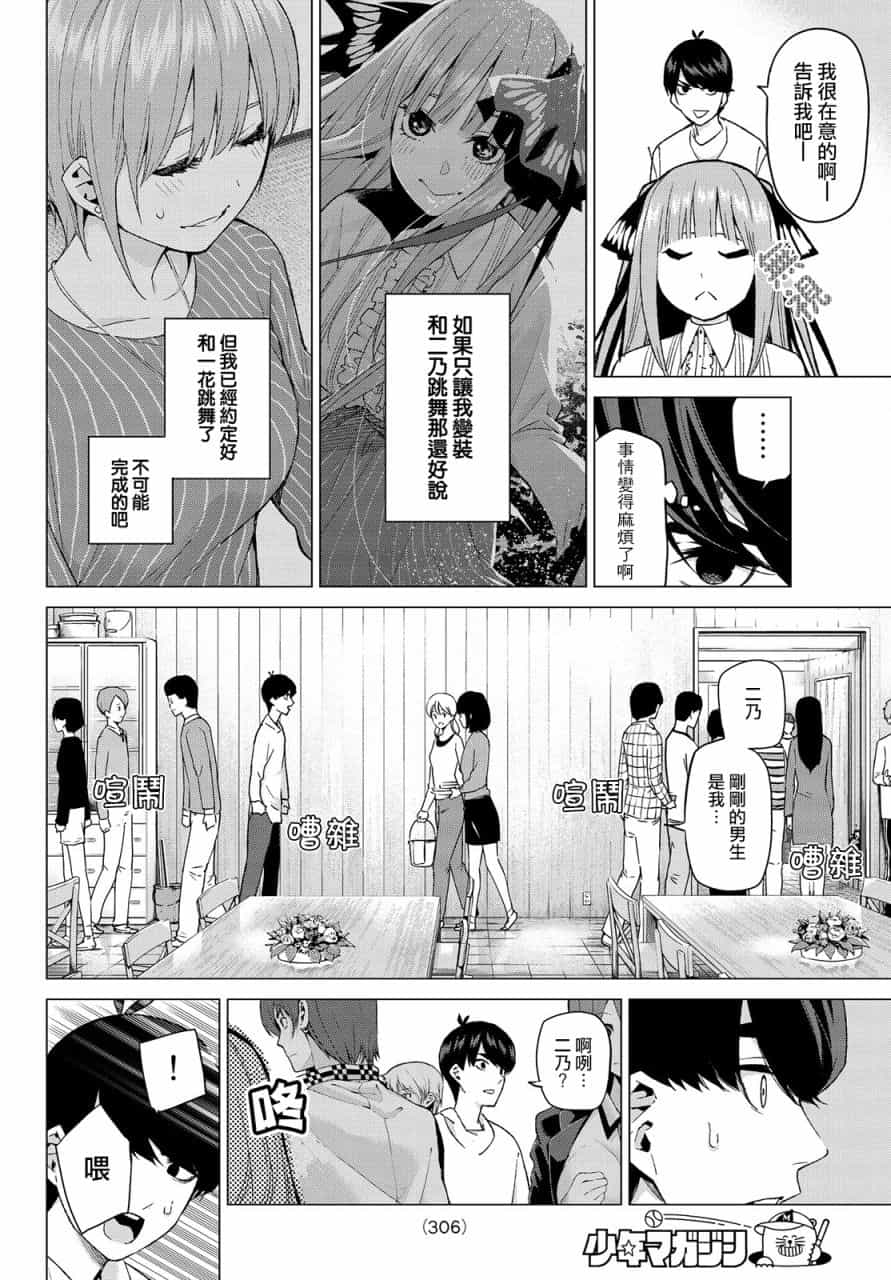 我很在意的啊—
告訴我吧—
無視
……
事情變得麻煩了啊
如果只讓我變裝
和二乃跳舞那還好說
但我已經約定好
和一花跳舞了
不可能
完成的吧
二乃
剛剛的男生
是我…
喧鬧
嘈雜
喧鬧
嘈雜
啊咧…
二乃？
咚
！
喂
(306)
少年マガジン